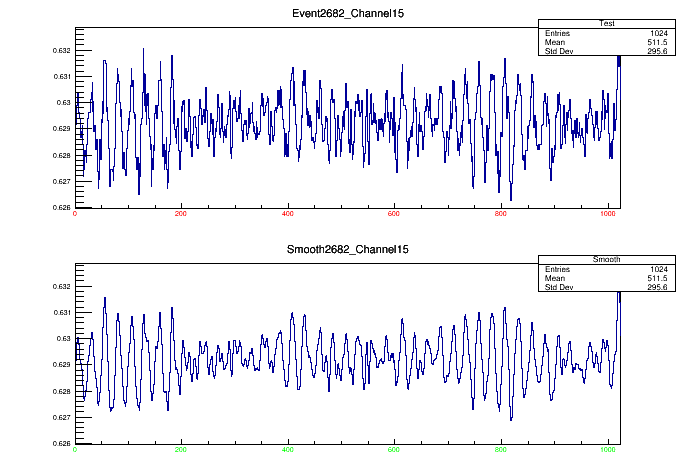 Event2682_Channel15
Test
Entries 1024
Mean 511.5
Std Dev 295.6
0.632
0.631
0.63
0.629
0.628
0.627
0.626
0 200 400 600 800 1000
Smooth2682_Channel15
Smooth
Entries 1024
Mean 511.5
Std Dev 295.6
0.632
0.631
0.63
0.629
0.628
0.627
0.626
0 200 400 600 800 1000